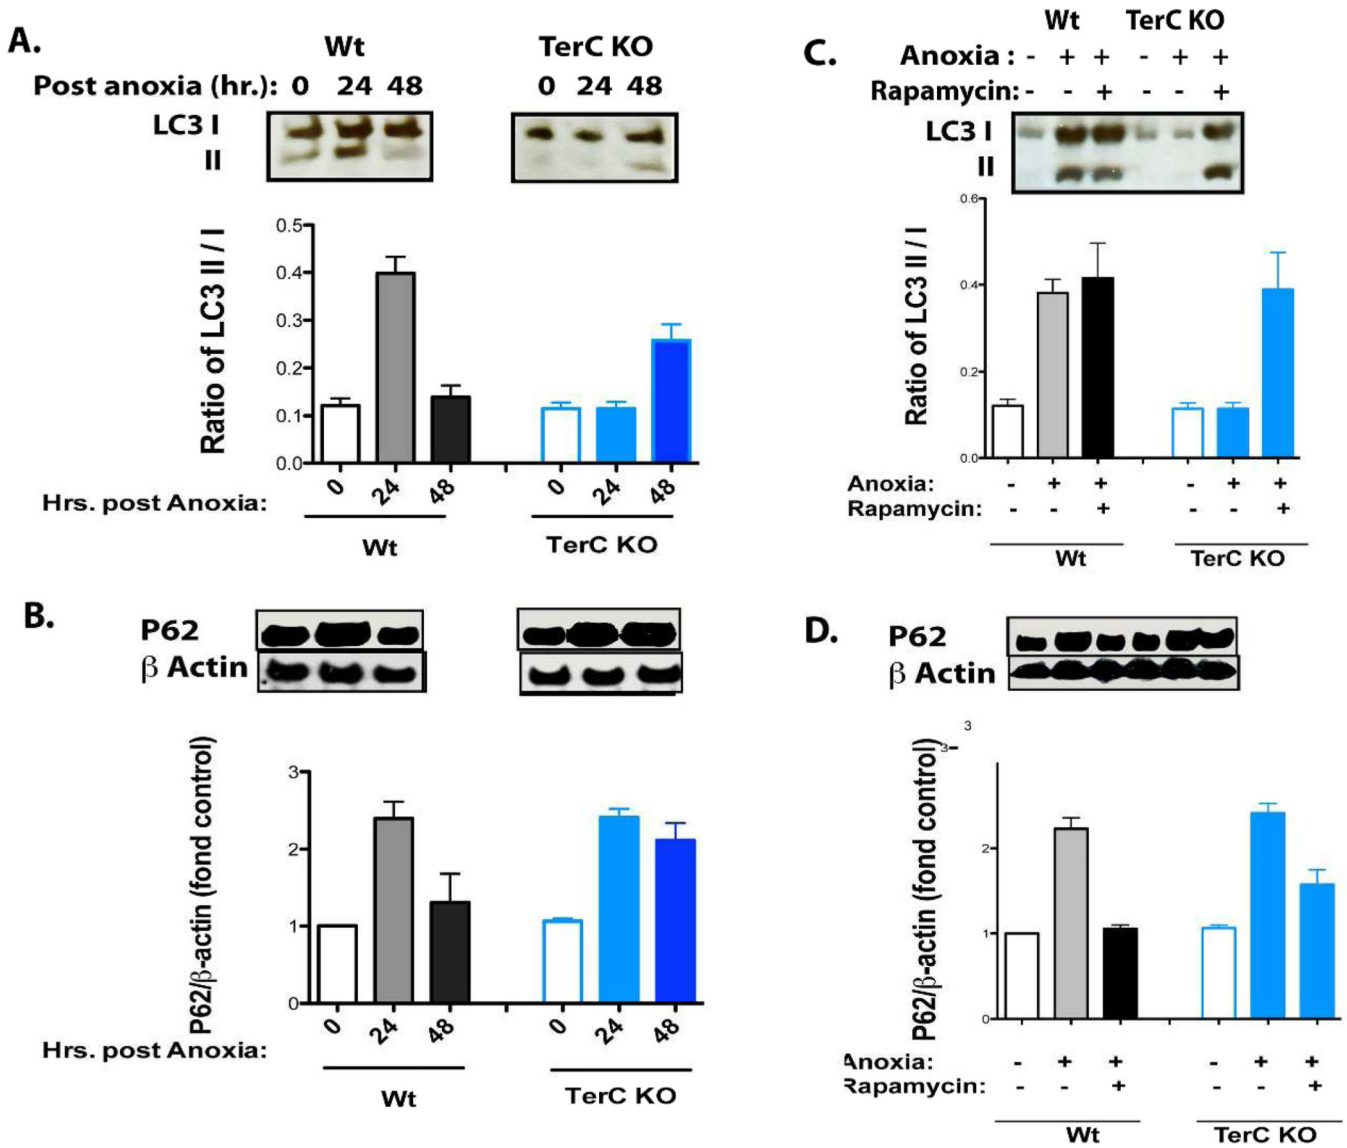 A.
Wt TerC KO
Post anoxia (hr.): 0 24 48 0 24 48
LC3 I
II
Ratio of LC3 II / I
0.5
0.4
0.3
0.2
0.1
0.0
0 24 48 0 24 48
Hrs. post Anoxia:
Wt TerC KO
B.
P62
β Actin
P62/β-actin (fond control)
3
2
1
0
0 24 48 0 24 48
Hrs. post Anoxia:
Wt TerC KO
C.
Wt TerC KO
Anoxia : - + + - + +
Rapamycin: - - + - - +
LC3 I
II
Ratio of LC3 II / I
0.6
0.4
0.2
0.0
Anoxia: - + + - + +
Rapamycin: - - + - - +
Wt TerC KO
D.
P62
β Actin
P62/β-actin (fond control)
3
3
2
1
0
Anoxia: - + + - + +
Rapamycin: - - + - - +
Wt TerC KO